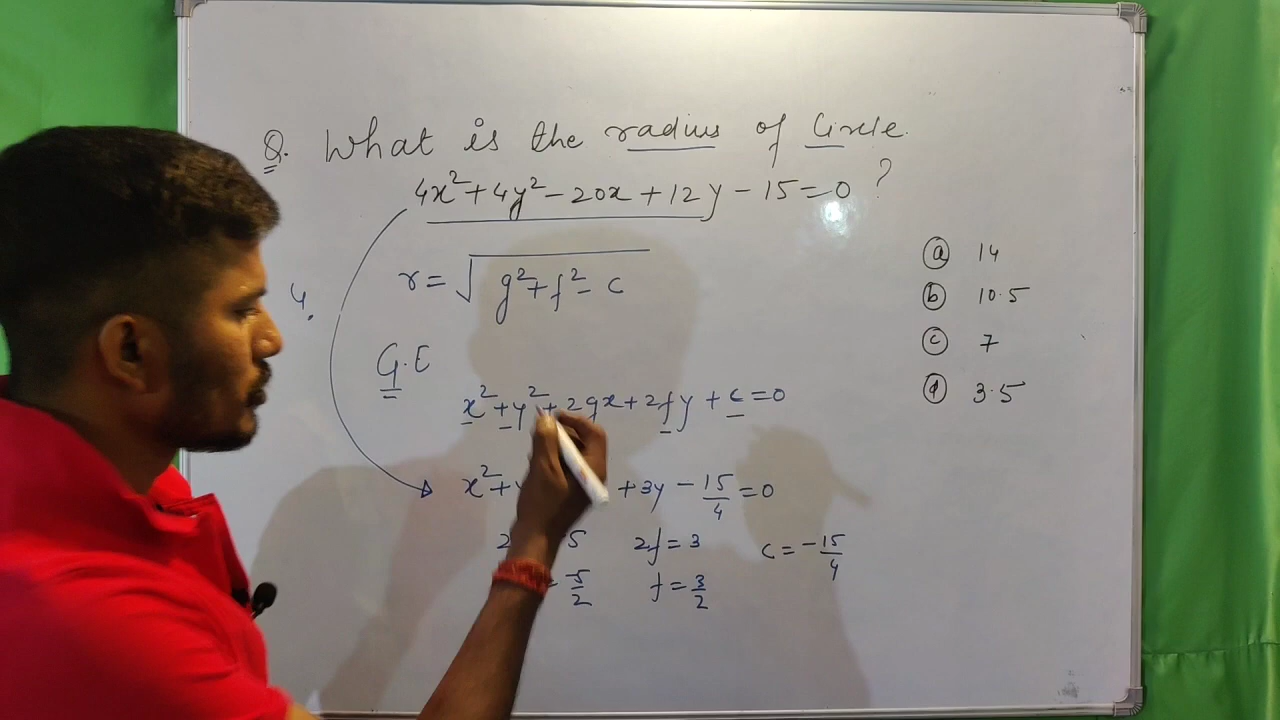 Q. What is the radius of Circle.
4x²+4y²-20x+12y-15=0 ?
r = √g²+f²-c
4.
G.E
x²+y²+2gx+2fy+c=0
x²+ +3y-15/4=0
2 5 2f=3 c=-15/4
=5/2 f=3/2
(a) 14
(b) 10.5
(c) 7
(d) 3.5